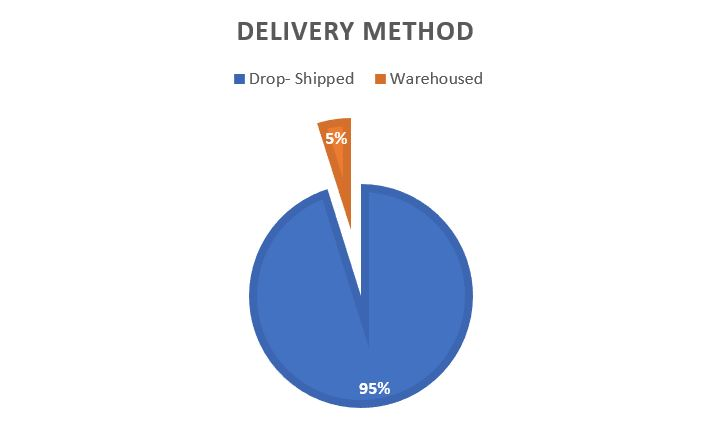 DELIVERY METHOD
Drop- Shipped Warehoused
5%
95%